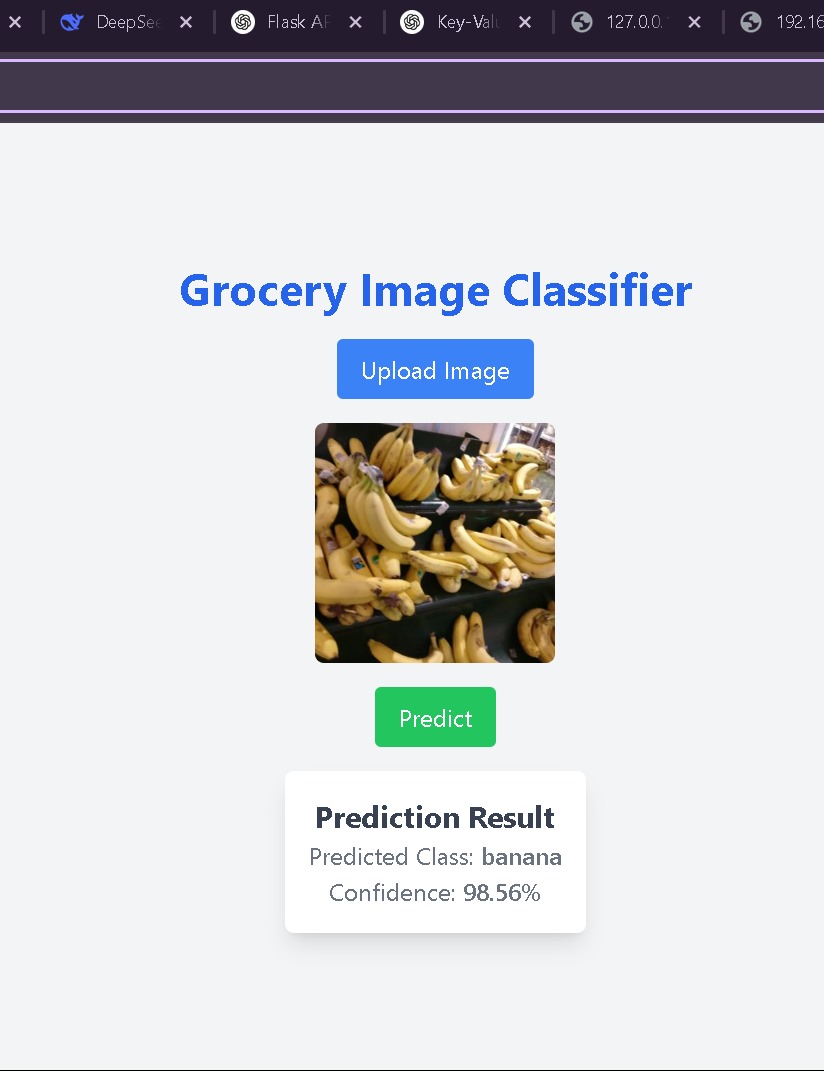 DeepSee
Flask AP
Key-Valu
127.0.0.
192.16
Grocery Image Classifier
Upload Image
Predict
Prediction Result
Predicted Class: banana
Confidence: 98.56%